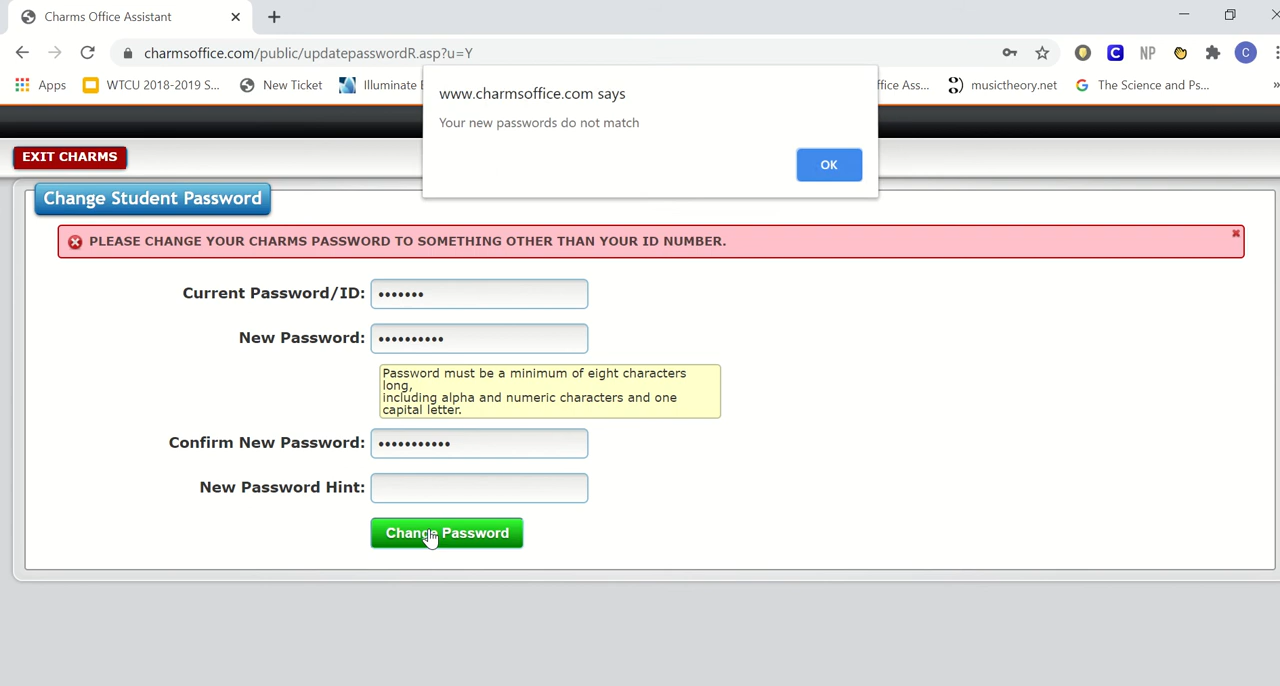 Charms Office Assistant
charmsoffice.com/public/updatepasswordR.asp?u=Y
NP
C
C
Apps
WTCU 2018-2019 S...
New Ticket
Illuminate
ffice Ass...
musictheory.net
The Science and Ps...
»
www.charmsoffice.com says
Your new passwords do not match
OK
EXIT CHARMS
Change Student Password
PLEASE CHANGE YOUR CHARMS PASSWORD TO SOMETHING OTHER THAN YOUR ID NUMBER.
Current Password/ID: •••••••
New Password: ••••••••••
Password must be a minimum of eight characters
long,
including alpha and numeric characters and one
capital letter.
Confirm New Password: •••••••••••
New Password Hint:
Change Password